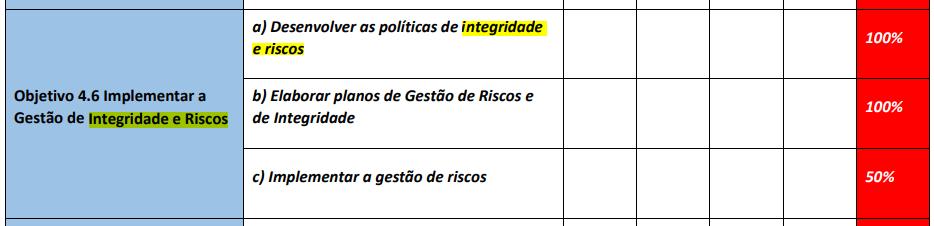 Objetivo 4.6 Implementar a
Gestão de Integridade e Riscos
a) Desenvolver as políticas de integridade
e riscos
100%
b) Elaborar planos de Gestão de Riscos e
de Integridade
100%
c) Implementar a gestão de riscos
50%